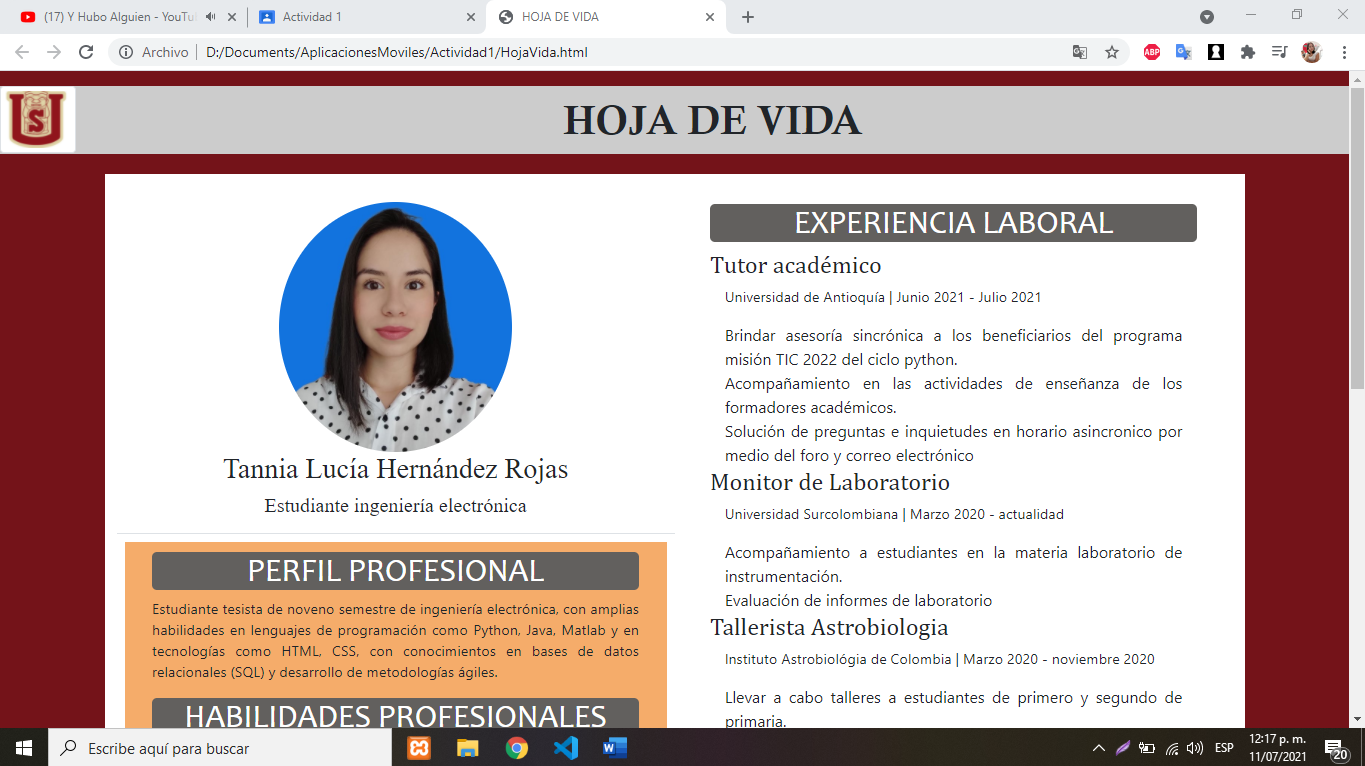 (17) Y Hubo Alguien - YouTu
Actividad 1
HOJA DE VIDA
Archivo
D:/Documents/AplicacionesMoviles/Actividad1/HojaVida.html
ABP
HOJA DE VIDA
Tannia Lucía Hernández Rojas
Estudiante ingeniería electrónica
PERFIL PROFESIONAL
Estudiante tesista de noveno semestre de ingeniería electrónica, con amplias
habilidades en lenguajes de programación como Python, Java, Matlab y en
tecnologías como HTML, CSS, con conocimientos en bases de datos
relacionales (SQL) y desarrollo de metodologías ágiles.
HABILIDADES PROFESIONALES
EXPERIENCIA LABORAL
Tutor académico
Universidad de Antioquía | Junio 2021 - Julio 2021
Brindar asesoría sincrónica a los beneficiarios del programa
misión TIC 2022 del ciclo python.
Acompañamiento en las actividades de enseñanza de los
formadores académicos.
Solución de preguntas e inquietudes en horario asincronico por
medio del foro y correo electrónico
Monitor de Laboratorio
Universidad Surcolombiana | Marzo 2020 - actualidad
Acompañamiento a estudiantes en la materia laboratorio de
instrumentación.
Evaluación de informes de laboratorio
Tallerista Astrobiologia
Instituto Astrobiológia de Colombia | Marzo 2020 - noviembre 2020
Llevar a cabo talleres a estudiantes de primero y segundo de
primaria.
Escribe aquí para buscar
ESP
12:17 p. m.
11/07/2021
20